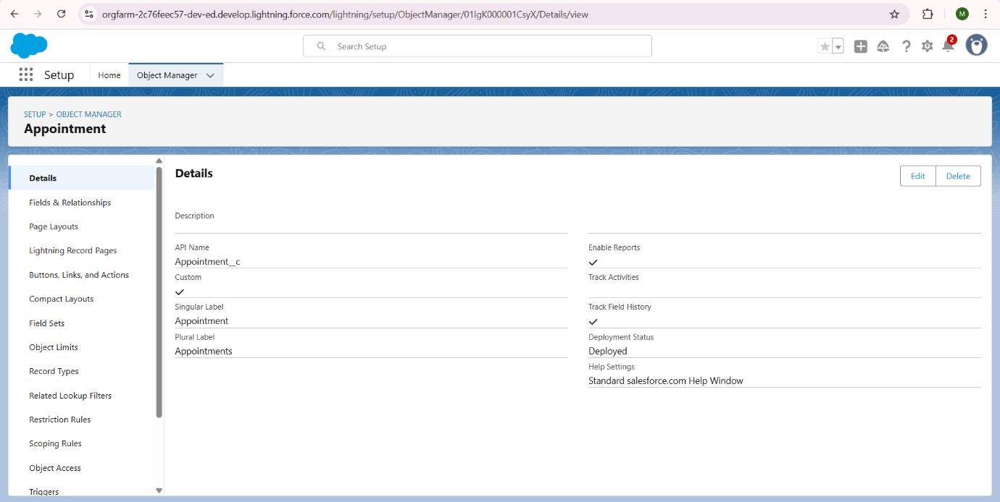 orgfarm-2c76feec57-dev-ed.develop.lightning.force.com/lightning/setup/ObjectManager/01IgK000001CsyX/Details/view
M
Search Setup
2
Setup
Home
Object Manager
SETUP > OBJECT MANAGER
Appointment
Details
Fields & Relationships
Page Layouts
Lightning Record Pages
Buttons, Links, and Actions
Compact Layouts
Field Sets
Object Limits
Record Types
Related Lookup Filters
Restriction Rules
Scoping Rules
Object Access
Triggers
Details
Edit
Delete
Description
API Name
Appointment__c
Custom
Singular Label
Appointment
Plural Label
Appointments
Enable Reports
Track Activities
Track Field History
Deployment Status
Deployed
Help Settings
Standard salesforce.com Help Window